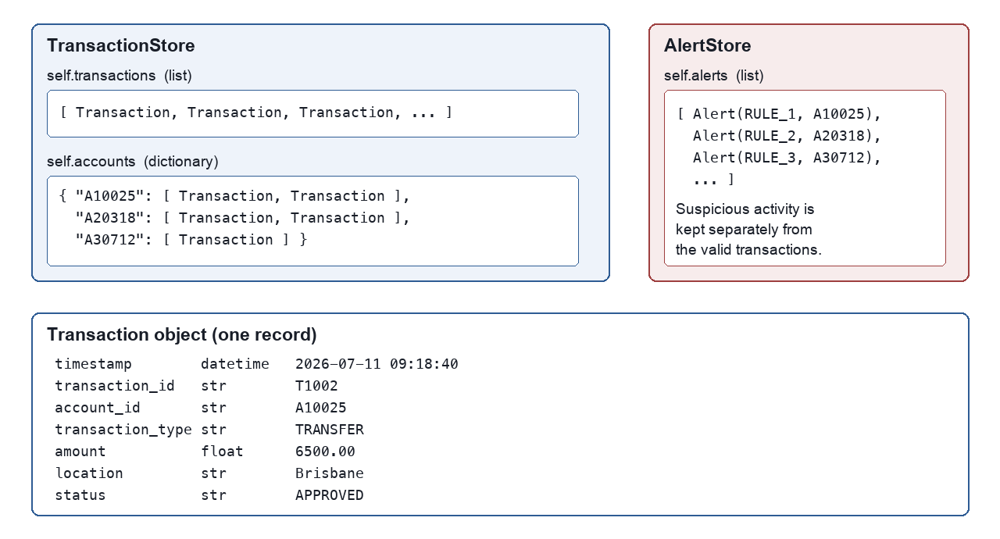 TransactionStore
self.transactions (list)
[ Transaction, Transaction, Transaction, ... ]
self.accounts (dictionary)
{ "A10025": [ Transaction, Transaction ],
"A20318": [ Transaction, Transaction ],
"A30712": [ Transaction ] }
AlertStore
self.alerts (list)
[ Alert(RULE_1, A10025),
Alert(RULE_2, A20318),
Alert(RULE_3, A30712),
... ]
Suspicious activity is
kept separately from
the valid transactions.
Transaction object (one record)
timestamp datetime 2026−07−11 09:18:40
transaction_id str T1002
account_id str A10025
transaction_type str TRANSFER
amount float 6500.00
location str Brisbane
status str APPROVED